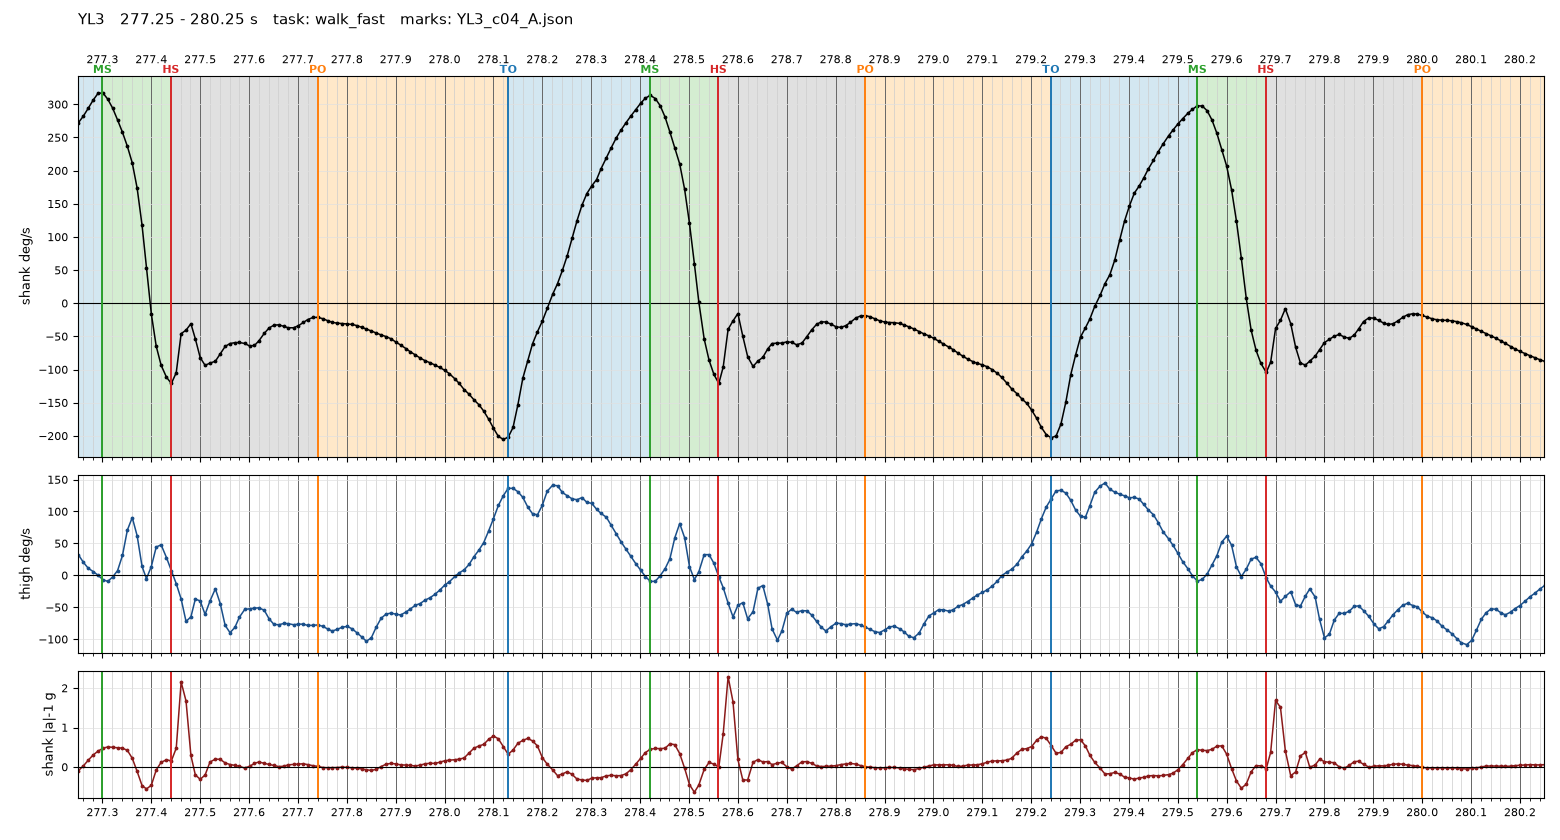 YL3   277.25 - 280.25 s   task: walk_fast   marks: YL3_c04_A.json
277.3 277.4 277.5 277.6 277.7 277.8 277.9 278.0 278.1 278.2 278.3 278.4 278.5 278.6 278.7 278.8 278.9 279.0 279.1 279.2 279.3 279.4 279.5 279.6 279.7 279.8 279.9 280.0 280.1 280.2
MS HS PO TO MS HS PO TO MS HS PO
shank deg/s
300
250
200
150
100
50
0
−50
−100
−150
−200
thigh deg/s
150
100
50
0
−50
−100
shank |a|-1 g
2
1
0
277.3 277.4 277.5 277.6 277.7 277.8 277.9 278.0 278.1 278.2 278.3 278.4 278.5 278.6 278.7 278.8 278.9 279.0 279.1 279.2 279.3 279.4 279.5 279.6 279.7 279.8 279.9 280.0 280.1 280.2